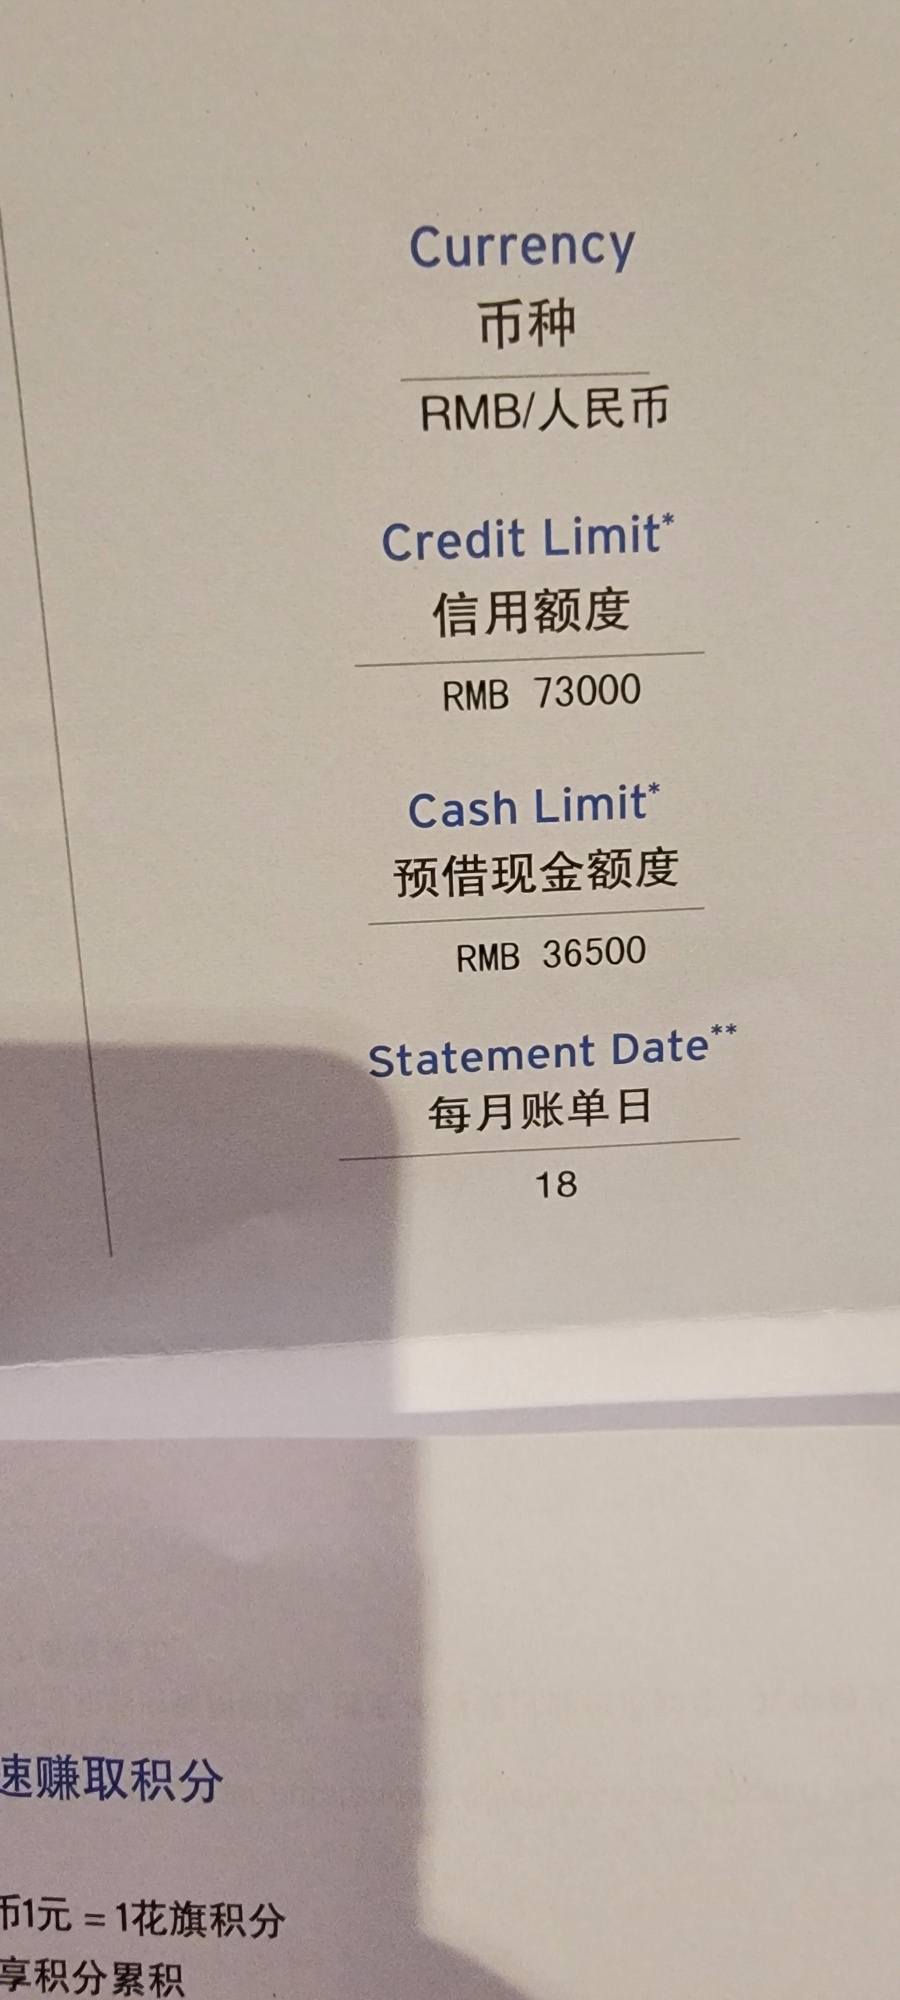 Currency
币种
RMB/人民币
Credit Limit*
信用额度
RMB 73000
Cash Limit*
预借现金额度
RMB 36500
Statement Date**
每月账单日
18
速赚取积分
币1元 = 1花旗积分
享积分累积